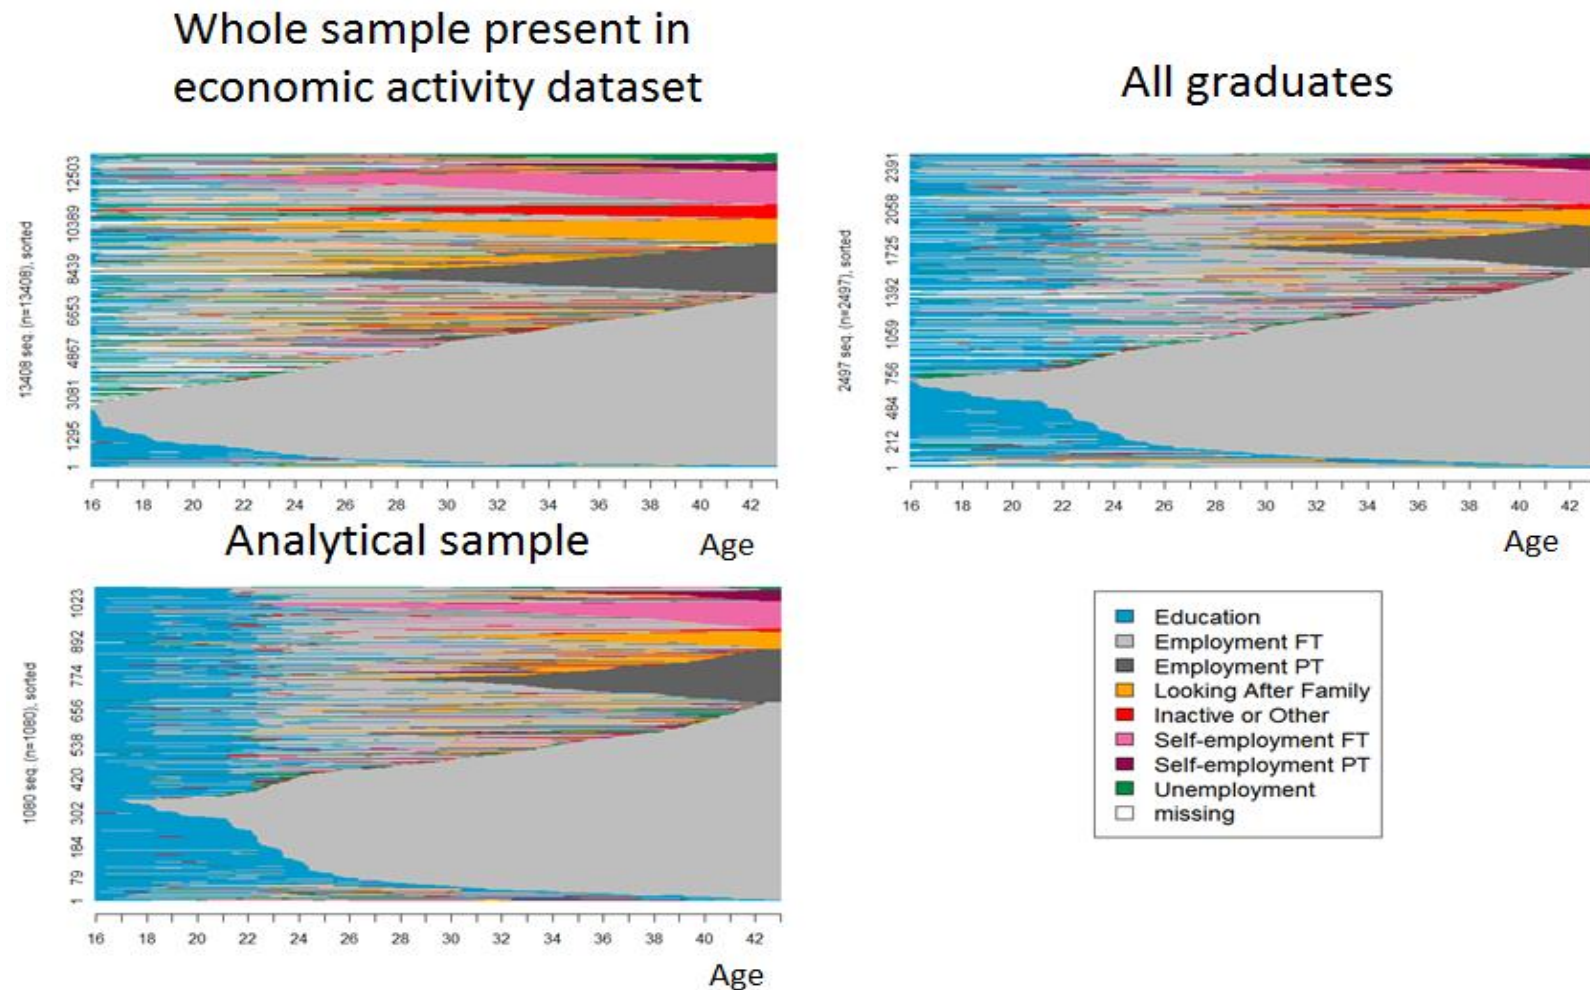 Whole sample present in
economic activity dataset
13408 seq. (n=13408), sorted
12503
10389
8439
6653
4867
3081
1295
1
16 18 20 22 24 26 28 30 32 34 36 38 40 42
Age
All graduates
2497 seq. (n=2497), sorted
2391
2058
1725
1392
1059
756
484
212
1
16 18 20 22 24 26 28 30 32 34 36 38 40 42
Age
Analytical sample
1080 seq. (n=1080), sorted
1023
892
774
656
538
420
302
184
79
1
16 18 20 22 24 26 28 30 32 34 36 38 40 42
Age
Education
Employment FT
Employment PT
Looking After Family
Inactive or Other
Self-employment FT
Self-employment PT
Unemployment
missing